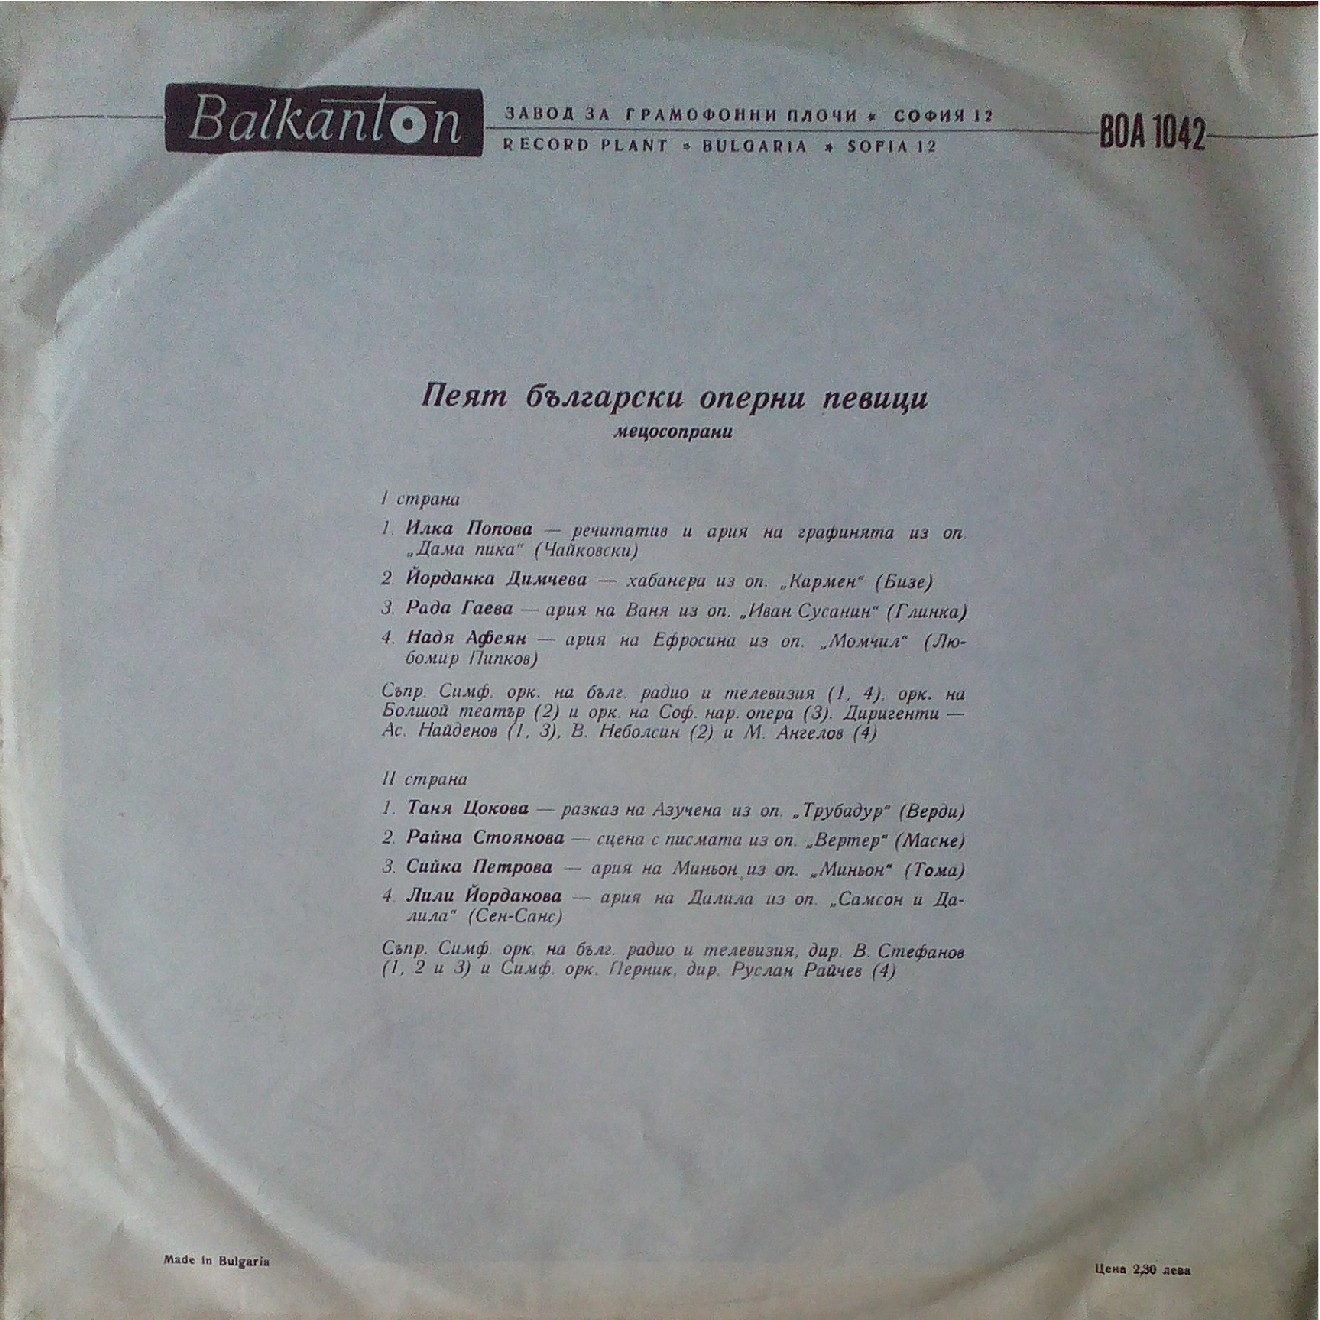 Balkanton
ЗАВОД ЗА ГРАМОФОННИ ПЛОЧИ * СОФИЯ 12
RECORD PLANT * BULGARIA * SOFIA 12
ВОА 1042
Пеят български оперни певици
мецосопрани
I страна
1. Илка Попова — речитатив и ария на графинята из оп.
„Дама пика“ (Чайковски)
2. Йорданка Димчева — хабанера из оп. „Кармен“ (Бизе)
3. Рада Гаева — ария на Ваня из оп. „Иван Сусанин“ (Глинка)
4. Надя Афеян — ария на Ефросина из оп. „Момчил“ (Лю-
бомир Пипков)
Съпр. Симф. орк. на бълг. радио и телевизия (1, 4), орк. на
Болшой театър (2) и орк. на Соф. нар. опера (3). Диригенти —
Ас. Найденов (1, 3), В. Неболсин (2) и М. Ангелов (4)
II страна
1. Таня Цокова — разказ на Азучена из оп. „Трубадур“ (Верди)
2. Райна Стоянова — сцена с писмата из оп. „Вертер“ (Масне)
3. Сийка Петрова — ария на Миньон из оп. „Миньон“ (Тома)
4. Лили Йорданова — ария на Далила из оп. „Самсон и Да-
лила“ (Сен-Санс)
Съпр. Симф. орк. на бълг. радио и телевизия, дир. В. Стефанов
(1, 2 и 3) и Симф. орк. Перник, дир. Руслан Райчев (4)
Made in Bulgaria
Цена 2,30 лева